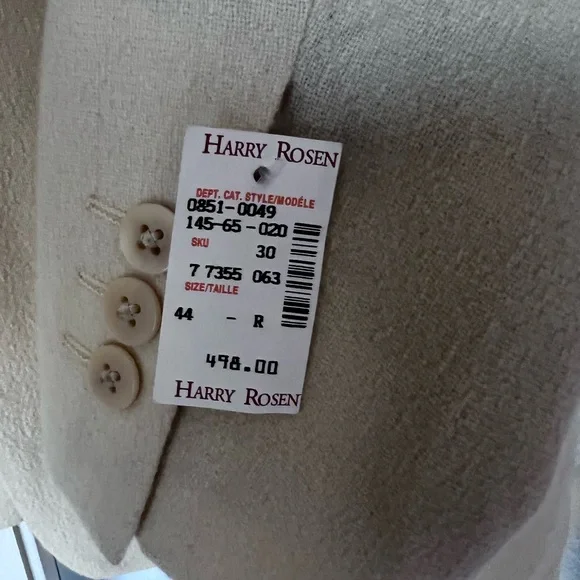 HARRY ROSEN
DEPT. CAT. STYLE/MODÉLE
0851-0049
145-65-020
SKU 30
7 7355 063
SIZE/TAILLE
44 - R
498.00
HARRY ROSEN